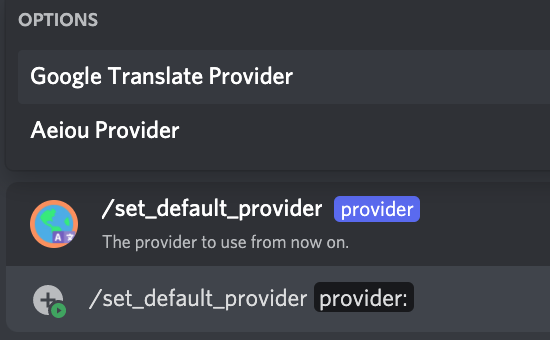 OPTIONS
Google Translate Provider
Aeiou Provider
/set_default_provider provider
The provider to use from now on.
/set_default_provider provider: